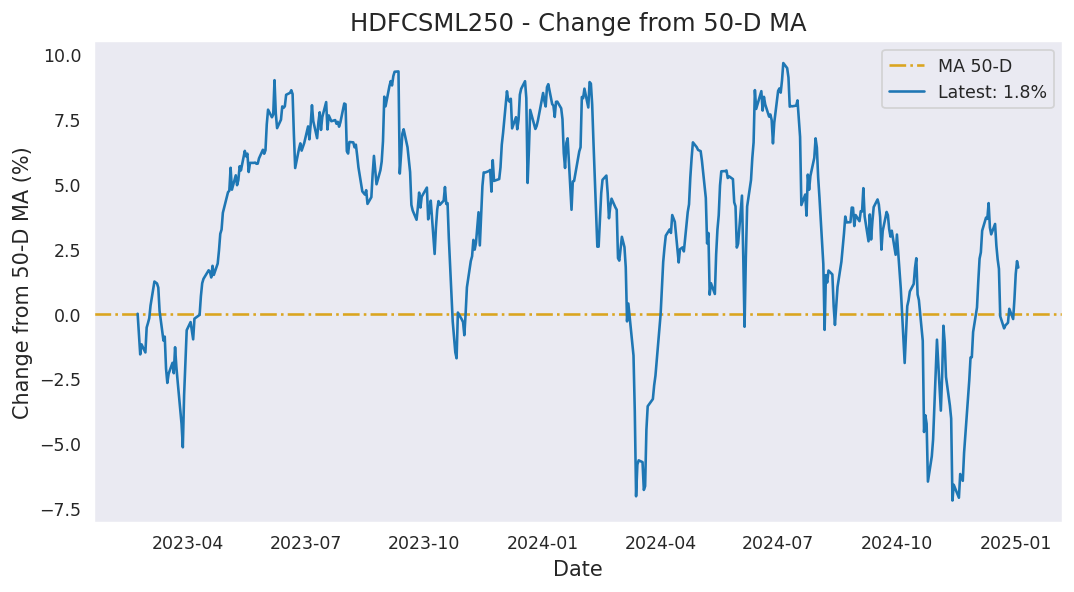 HDFCSML250 - Change from 50-D MA
MA 50-D
Latest: 1.8%
Change from 50-D MA (%)
10.0
7.5
5.0
2.5
0.0
−2.5
−5.0
−7.5
2023-04 2023-07 2023-10 2024-01 2024-04 2024-07 2024-10 2025-01
Date